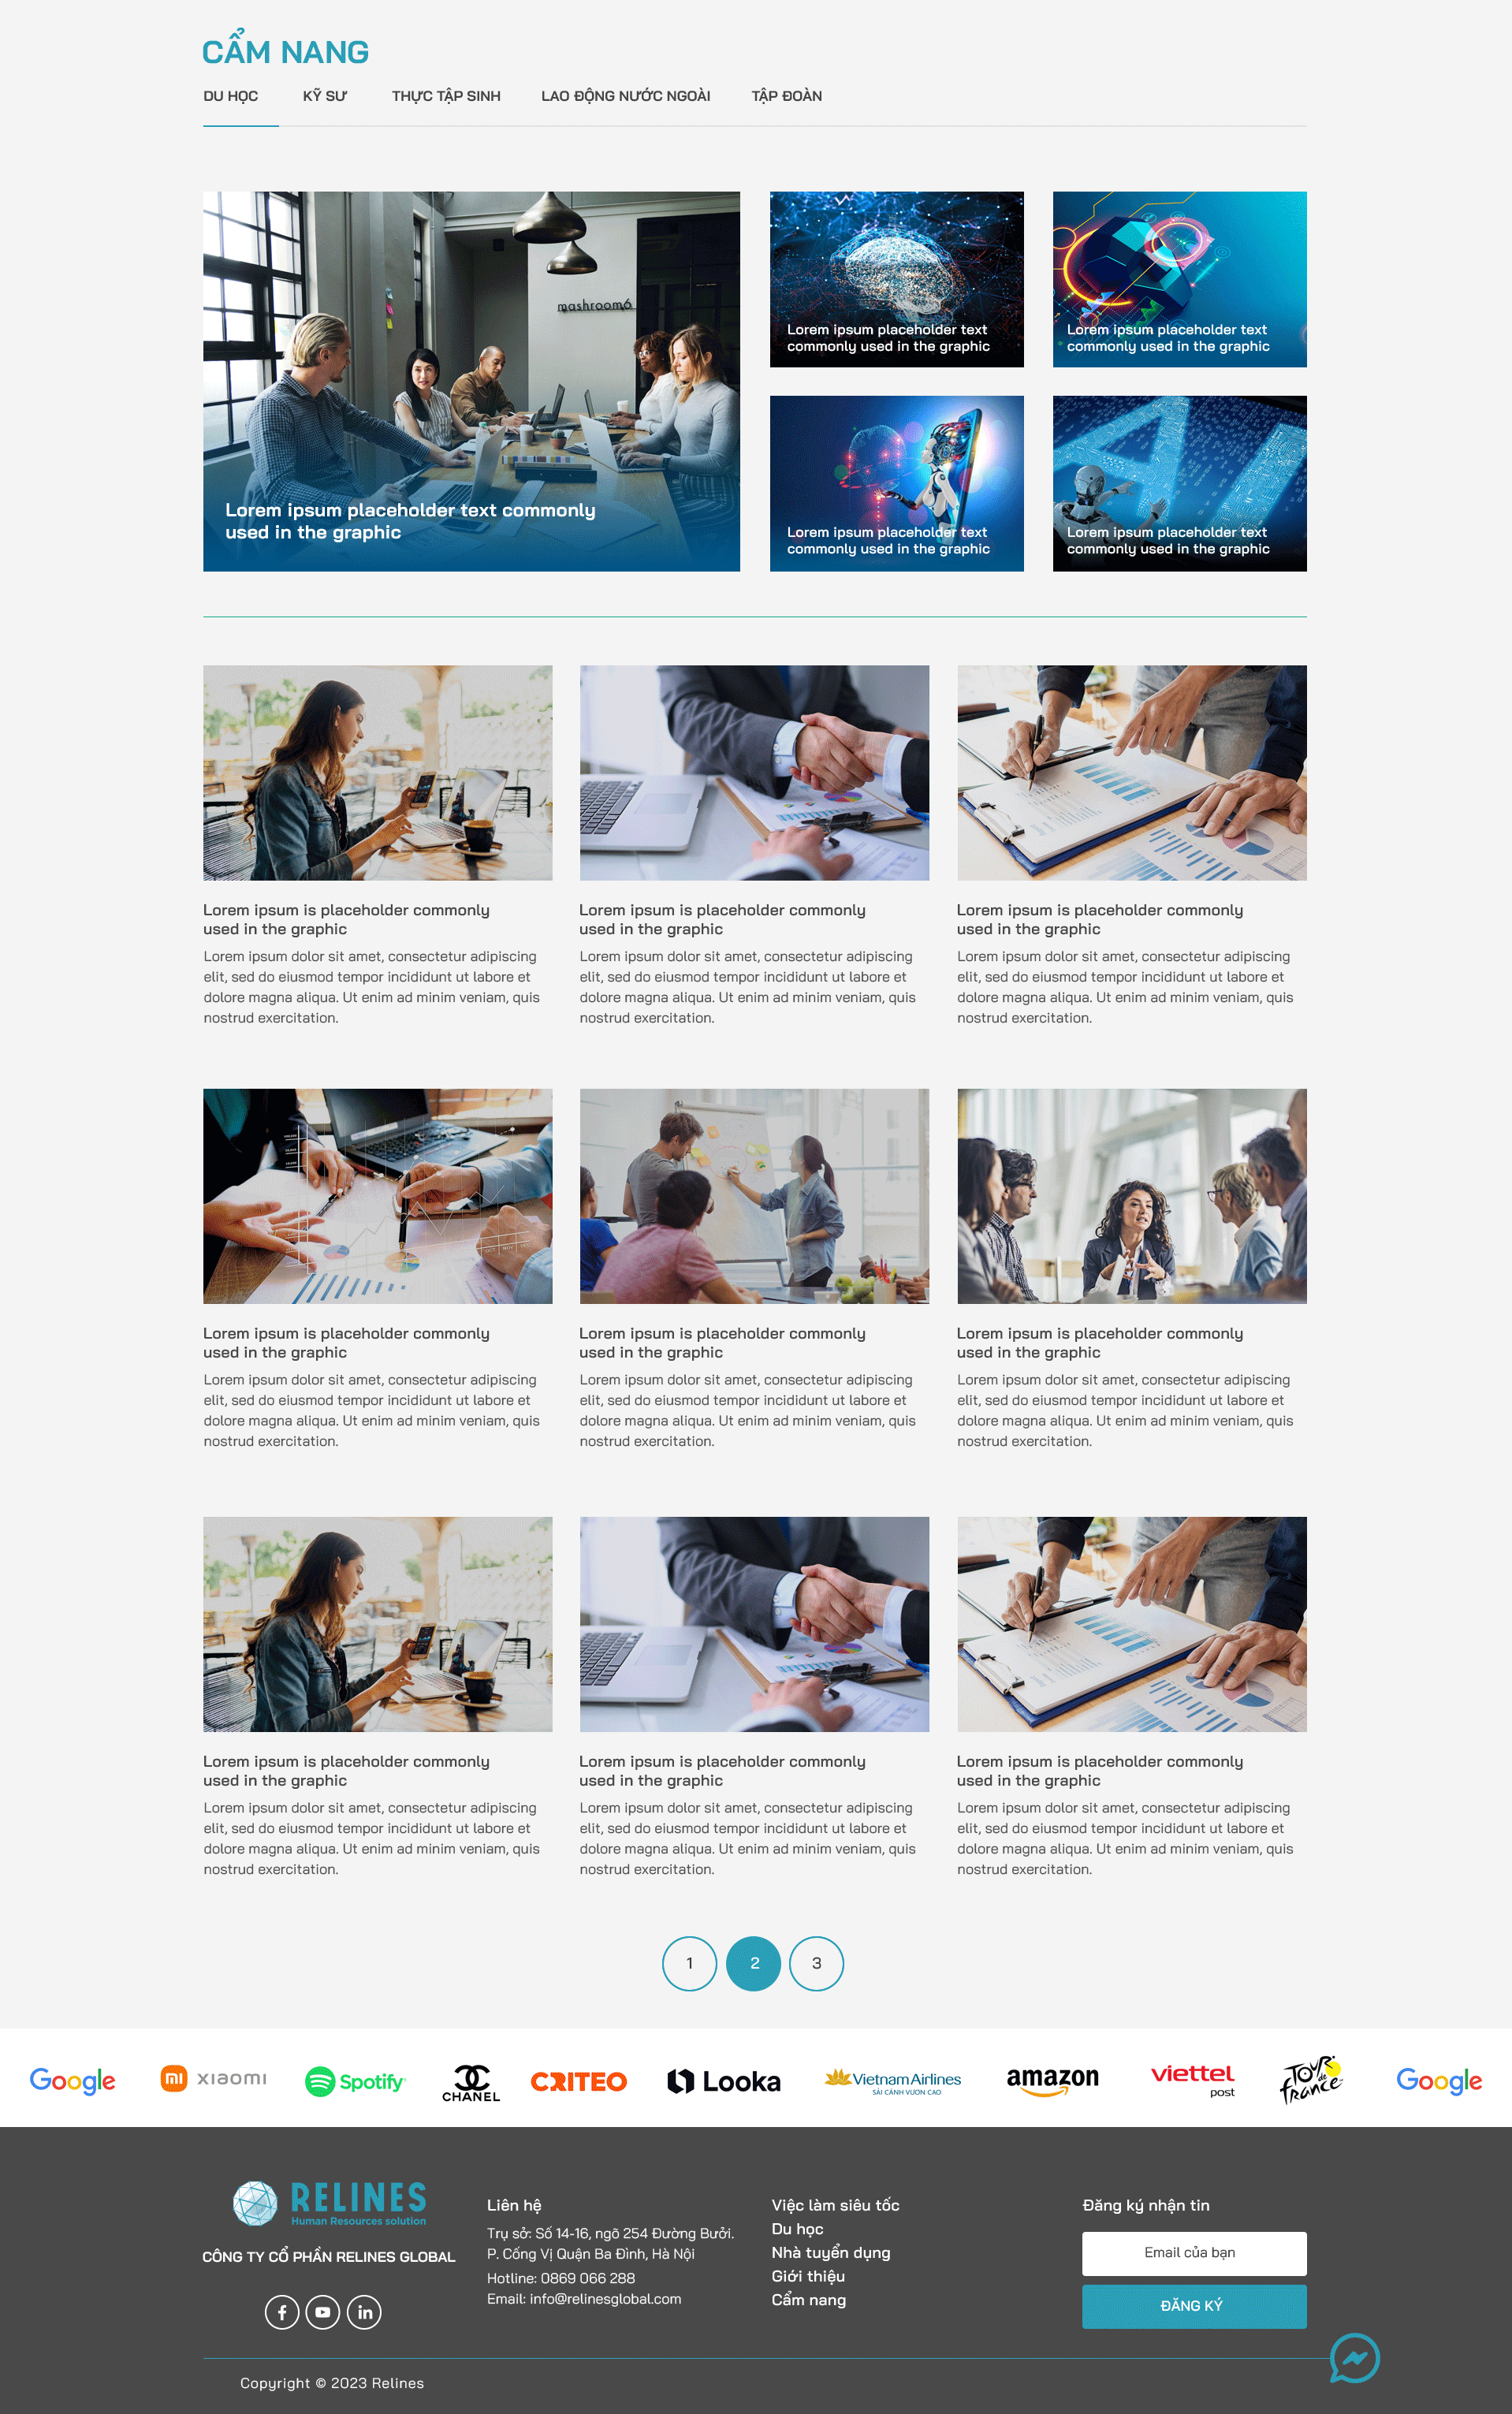 CẨM NANG
DU HỌC KỸ SƯ THỰC TẬP SINH LAO ĐỘNG NƯỚC NGOÀI TẬP ĐOÀN
mashroom6
Lorem ipsum placeholder text commonly
used in the graphic
Lorem ipsum placeholder text
commonly used in the graphic
Lorem ipsum placeholder text
commonly used in the graphic
Lorem ipsum placeholder text
commonly used in the graphic
AI
Lorem ipsum placeholder text
commonly used in the graphic
Lorem ipsum is placeholder commonly
used in the graphic
Lorem ipsum dolor sit amet, consectetur adipiscing
elit, sed do eiusmod tempor incididunt ut labore et
dolore magna aliqua. Ut enim ad minim veniam, quis
nostrud exercitation.
Lorem ipsum is placeholder commonly
used in the graphic
Lorem ipsum dolor sit amet, consectetur adipiscing
elit, sed do eiusmod tempor incididunt ut labore et
dolore magna aliqua. Ut enim ad minim veniam, quis
nostrud exercitation.
Lorem ipsum is placeholder commonly
used in the graphic
Lorem ipsum dolor sit amet, consectetur adipiscing
elit, sed do eiusmod tempor incididunt ut labore et
dolore magna aliqua. Ut enim ad minim veniam, quis
nostrud exercitation.
Lorem ipsum is placeholder commonly
used in the graphic
Lorem ipsum dolor sit amet, consectetur adipiscing
elit, sed do eiusmod tempor incididunt ut labore et
dolore magna aliqua. Ut enim ad minim veniam, quis
nostrud exercitation.
Lorem ipsum is placeholder commonly
used in the graphic
Lorem ipsum dolor sit amet, consectetur adipiscing
elit, sed do eiusmod tempor incididunt ut labore et
dolore magna aliqua. Ut enim ad minim veniam, quis
nostrud exercitation.
Lorem ipsum is placeholder commonly
used in the graphic
Lorem ipsum dolor sit amet, consectetur adipiscing
elit, sed do eiusmod tempor incididunt ut labore et
dolore magna aliqua. Ut enim ad minim veniam, quis
nostrud exercitation.
Lorem ipsum is placeholder commonly
used in the graphic
Lorem ipsum dolor sit amet, consectetur adipiscing
elit, sed do eiusmod tempor incididunt ut labore et
dolore magna aliqua. Ut enim ad minim veniam, quis
nostrud exercitation.
Lorem ipsum is placeholder commonly
used in the graphic
Lorem ipsum dolor sit amet, consectetur adipiscing
elit, sed do eiusmod tempor incididunt ut labore et
dolore magna aliqua. Ut enim ad minim veniam, quis
nostrud exercitation.
Lorem ipsum is placeholder commonly
used in the graphic
Lorem ipsum dolor sit amet, consectetur adipiscing
elit, sed do eiusmod tempor incididunt ut labore et
dolore magna aliqua. Ut enim ad minim veniam, quis
nostrud exercitation.
1 2 3
Google
mi xiaomi
Spotify
CHANEL
CRITEO
Looka
Vietnam Airlines
SẢI CÁNH VƯƠN CAO
amazon
viettel
post
TOUR de france
Google
RELINES
Human Resources solution
CÔNG TY CỔ PHẦN RELINES GLOBAL
f in
Liên hệ
Trụ sở: Số 14-16, ngõ 254 Đường Bưởi.
P. Cống Vị Quận Ba Đình, Hà Nội
Hotline: 0869 066 288
Email: info@relinesglobal.com
Việc làm siêu tốc
Du học
Nhà tuyển dụng
Giới thiệu
Cẩm nang
Đăng ký nhận tin
Email của bạn
ĐĂNG KÝ
Copyright © 2023 Relines